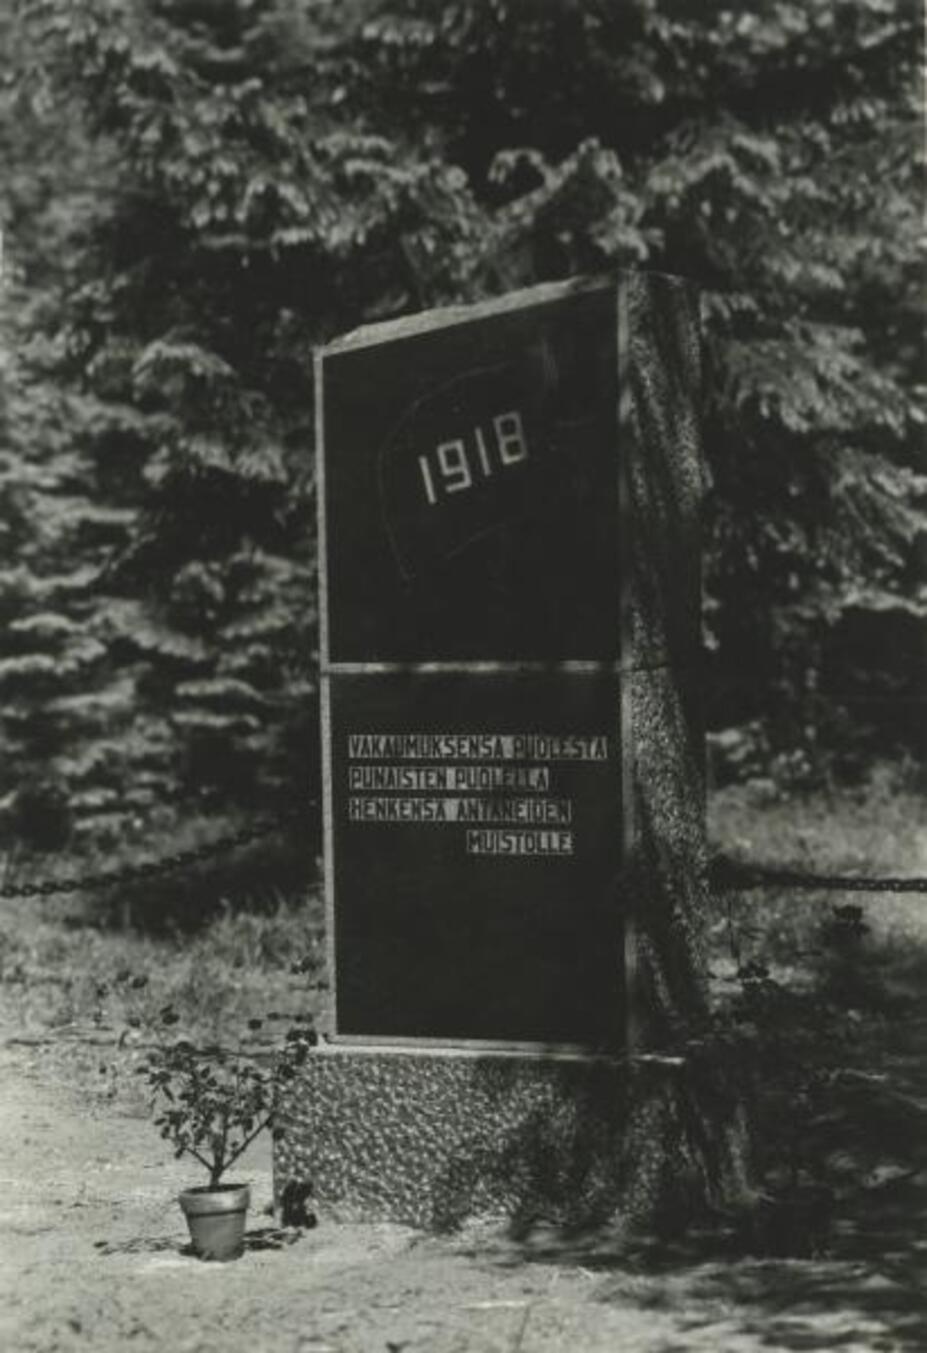 1918
VAKAUMUKSENSA PUOLESTA
PUNAISTEN PUOLELLA
HENKENSÄ ANTANEIDEN
MUISTOLLE